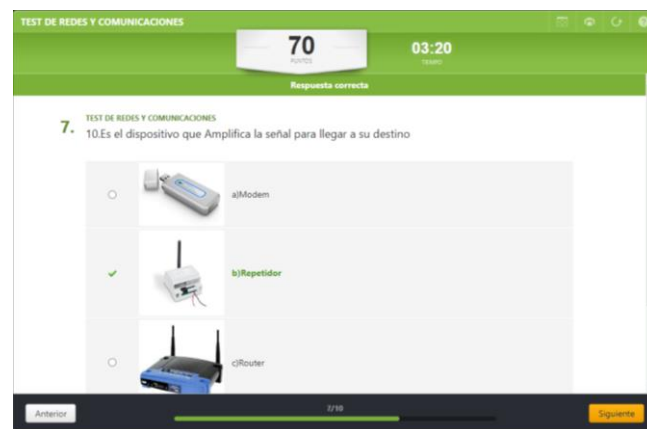 TEST DE REDES Y COMUNICACIONES
70
PUNTOS
03:20
TIEMPO
Respuesta correcta
7.
TEST DE REDES Y COMUNICACIONES
10.Es el dispositivo que Amplifica la señal para llegar a su destino
a)Modem
b)Repetidor
c)Router
Anterior
7/10
Siguiente